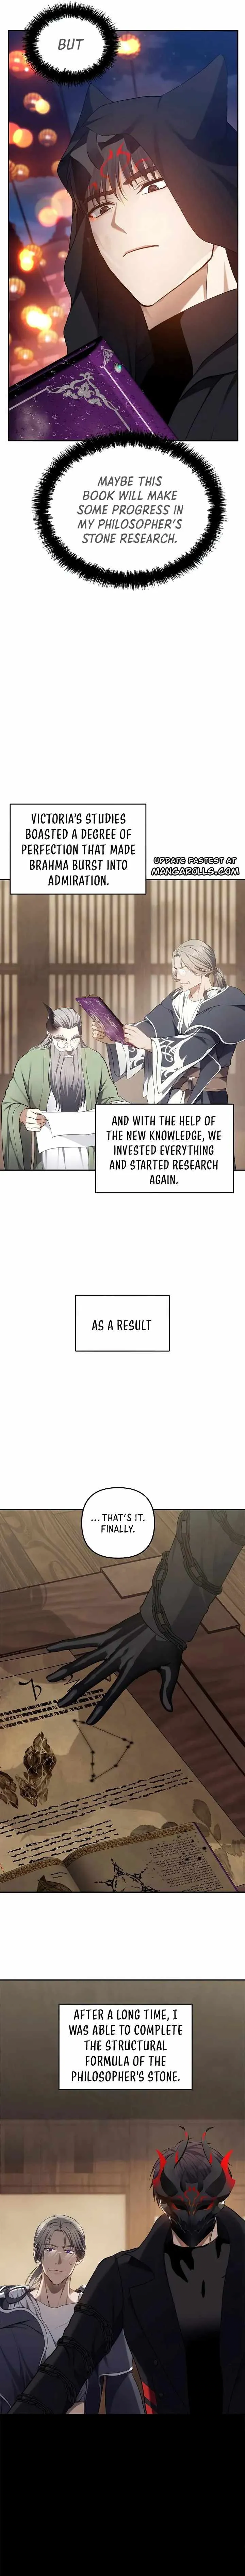 BUT
MAYBE THIS
BOOK WILL MAKE
SOME PROGRESS IN
MY PHILOSOPHER'S
STONE RESEARCH.
VICTORIA'S STUDIES
BOASTED A DEGREE OF
PERFECTION THAT MADE
BRAHMA BURST INTO
ADMIRATION.
UPDATE FASTEST AT
MANGAROLLS.COM
AND WITH THE HELP OF
THE NEW KNOWLEDGE, WE
INVESTED EVERYTHING
AND STARTED RESEARCH
AGAIN.
AS A RESULT
...THAT'S IT.
FINALLY.
AFTER A LONG TIME, I
WAS ABLE TO COMPLETE
THE STRUCTURAL
FORMULA OF THE
PHILOSOPHER'S STONE.